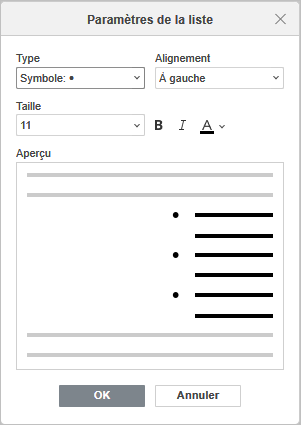 Paramètres de la liste
Type
Alignement
Symbole: •
À gauche
Taille
11
B
I
A
Aperçu
OK
Annuler